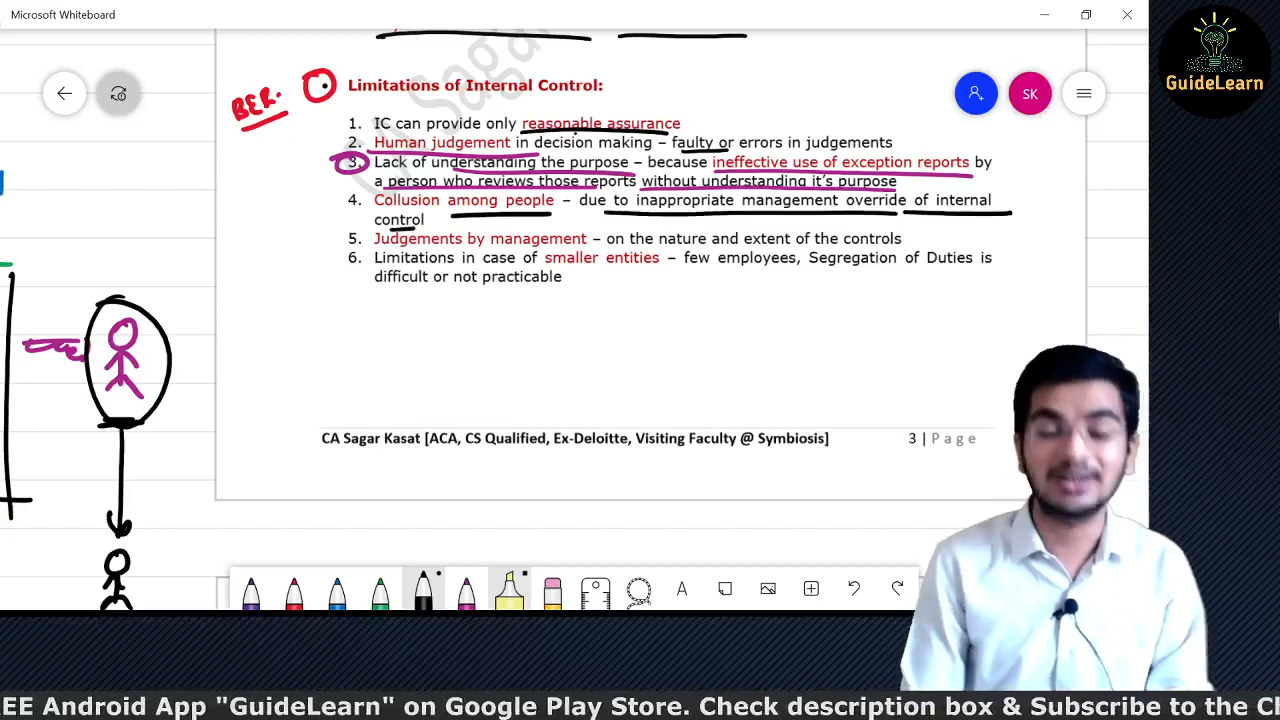 Microsoft Whiteboard
GuideLearn
SK
CA Sagar
BER.
Limitations of Internal Control:
1. IC can provide only reasonable assurance
2. Human judgement in decision making – faulty or errors in judgements
3. Lack of understanding the purpose – because ineffective use of exception reports by
a person who reviews those reports without understanding it's purpose
4. Collusion among people – due to inappropriate management override of internal
control
5. Judgements by management – on the nature and extent of the controls
6. Limitations in case of smaller entities – few employees, Segregation of Duties is
difficult or not practicable
CA Sagar Kasat [ACA, CS Qualified, Ex-Deloitte, Visiting Faculty @ Symbiosis] 3 | Page
A
EE Android App "GuideLearn" on Google Play Store. Check description box & Subscribe to the C